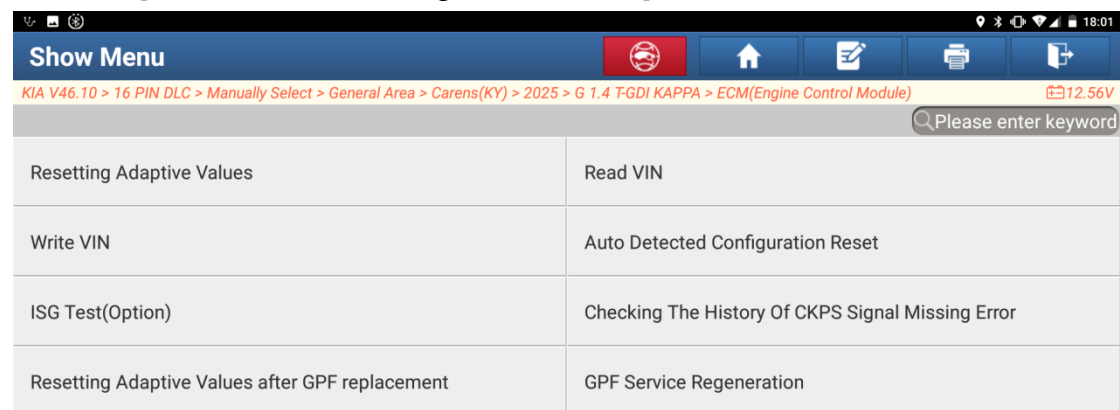 18:01
Show Menu
KIA V46.10 > 16 PIN DLC > Manually Select > General Area > Carens(KY) > 2025 > G 1.4 T-GDI KAPPA > ECM(Engine Control Module) 12.56V
Please enter keyword
Resetting Adaptive Values
Read VIN
Write VIN
Auto Detected Configuration Reset
ISG Test(Option)
Checking The History Of CKPS Signal Missing Error
Resetting Adaptive Values after GPF replacement
GPF Service Regeneration